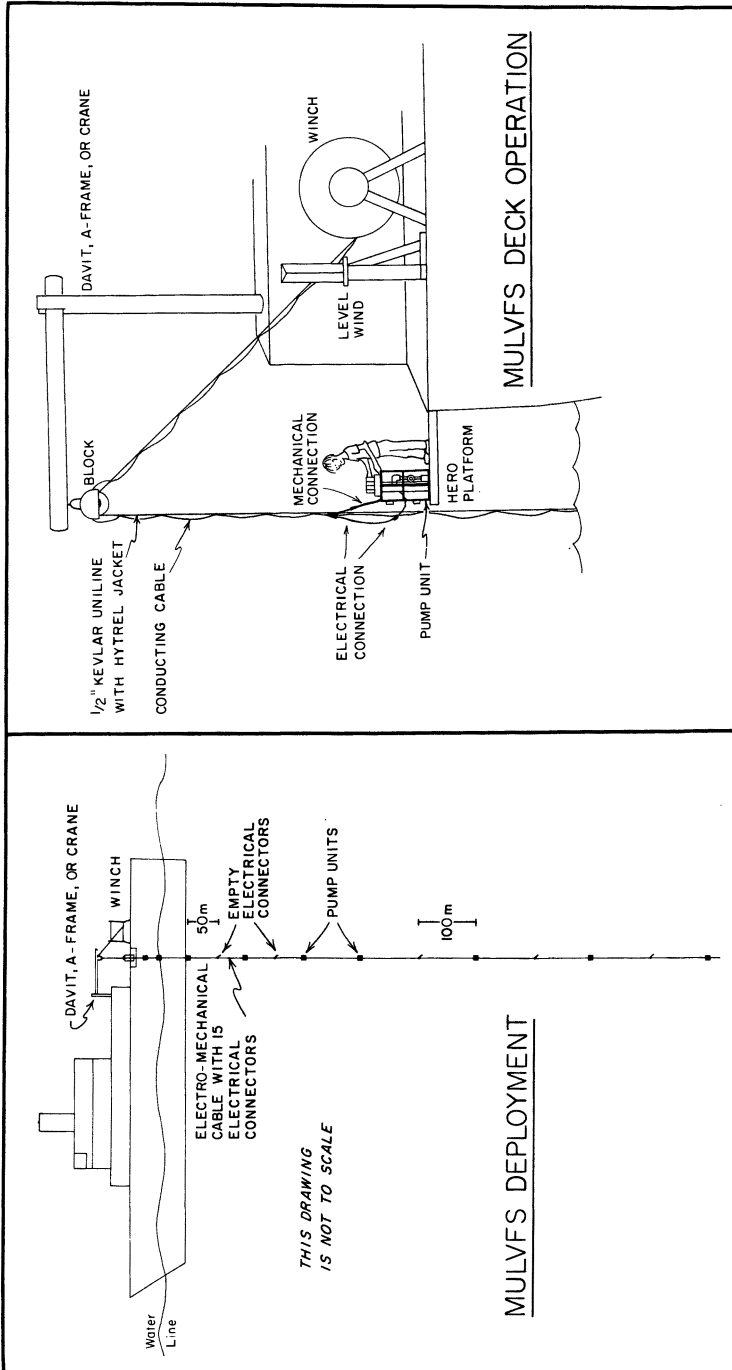 DAVIT, A-FRAME, OR CRANE
WINCH
Water
Line
50m
ELECTRO-MECHANICAL
CABLE WITH 15
ELECTRICAL
CONNECTORS
EMPTY
ELECTRICAL
CONNECTORS
PUMP UNITS
100m
THIS DRAWING
IS NOT TO SCALE
MULVFS DEPLOYMENT
1/2" KEVLAR UNILINE
WITH HYTREL JACKET
BLOCK
DAVIT, A-FRAME, OR CRANE
CONDUCTING CABLE
WINCH
MECHANICAL
CONNECTION
LEVEL
WIND
ELECTRICAL
CONNECTION
HERO
PLATFORM
PUMP UNIT
MULVFS DECK OPERATION